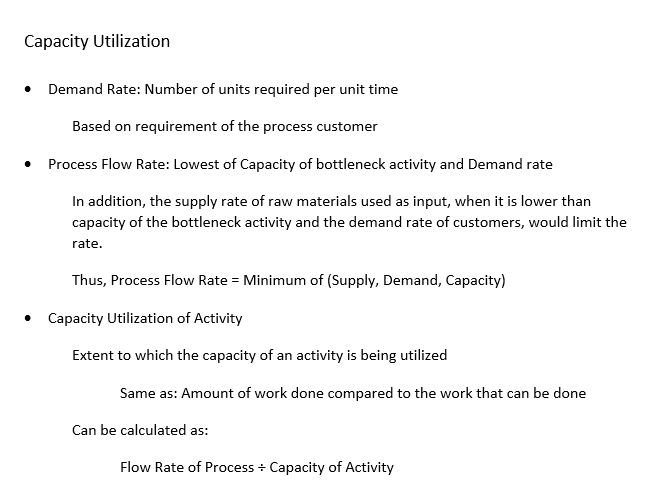 Capacity Utilization
• Demand Rate: Number of units required per unit time
Based on requirement of the process customer
• Process Flow Rate: Lowest of Capacity of bottleneck activity and Demand rate
In addition, the supply rate of raw materials used as input, when it is lower than
capacity of the bottleneck activity and the demand rate of customers, would limit the
rate.
Thus, Process Flow Rate = Minimum of (Supply, Demand, Capacity)
• Capacity Utilization of Activity
Extent to which the capacity of an activity is being utilized
Same as: Amount of work done compared to the work that can be done
Can be calculated as:
Flow Rate of Process ÷ Capacity of Activity